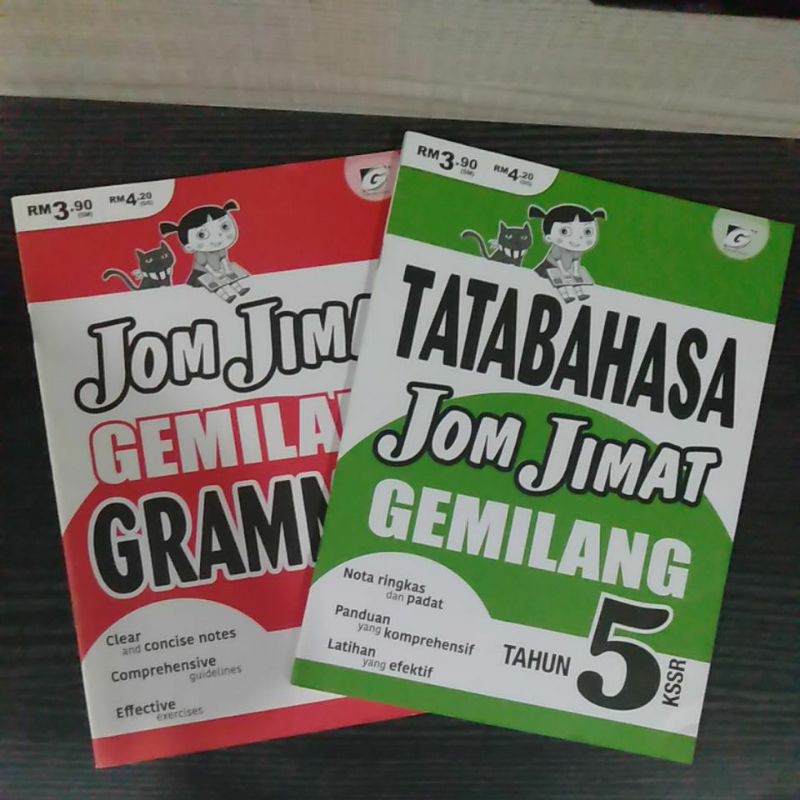 RM3.90
(SM)
RM4.20
(S/S)
JOM JIMA
GEMILA
GRAMM
Clear
and concise notes
Comprehensive
guidelines
Effective
exercises
RM3.90
(SM)
RM4.20
(S/S)
G
TATABAHASA
JOM JIMAT
GEMILANG
Nota ringkas
dan padat
Panduan
yang komprehensif
Latihan
yang efektif
TAHUN 5
KSSR